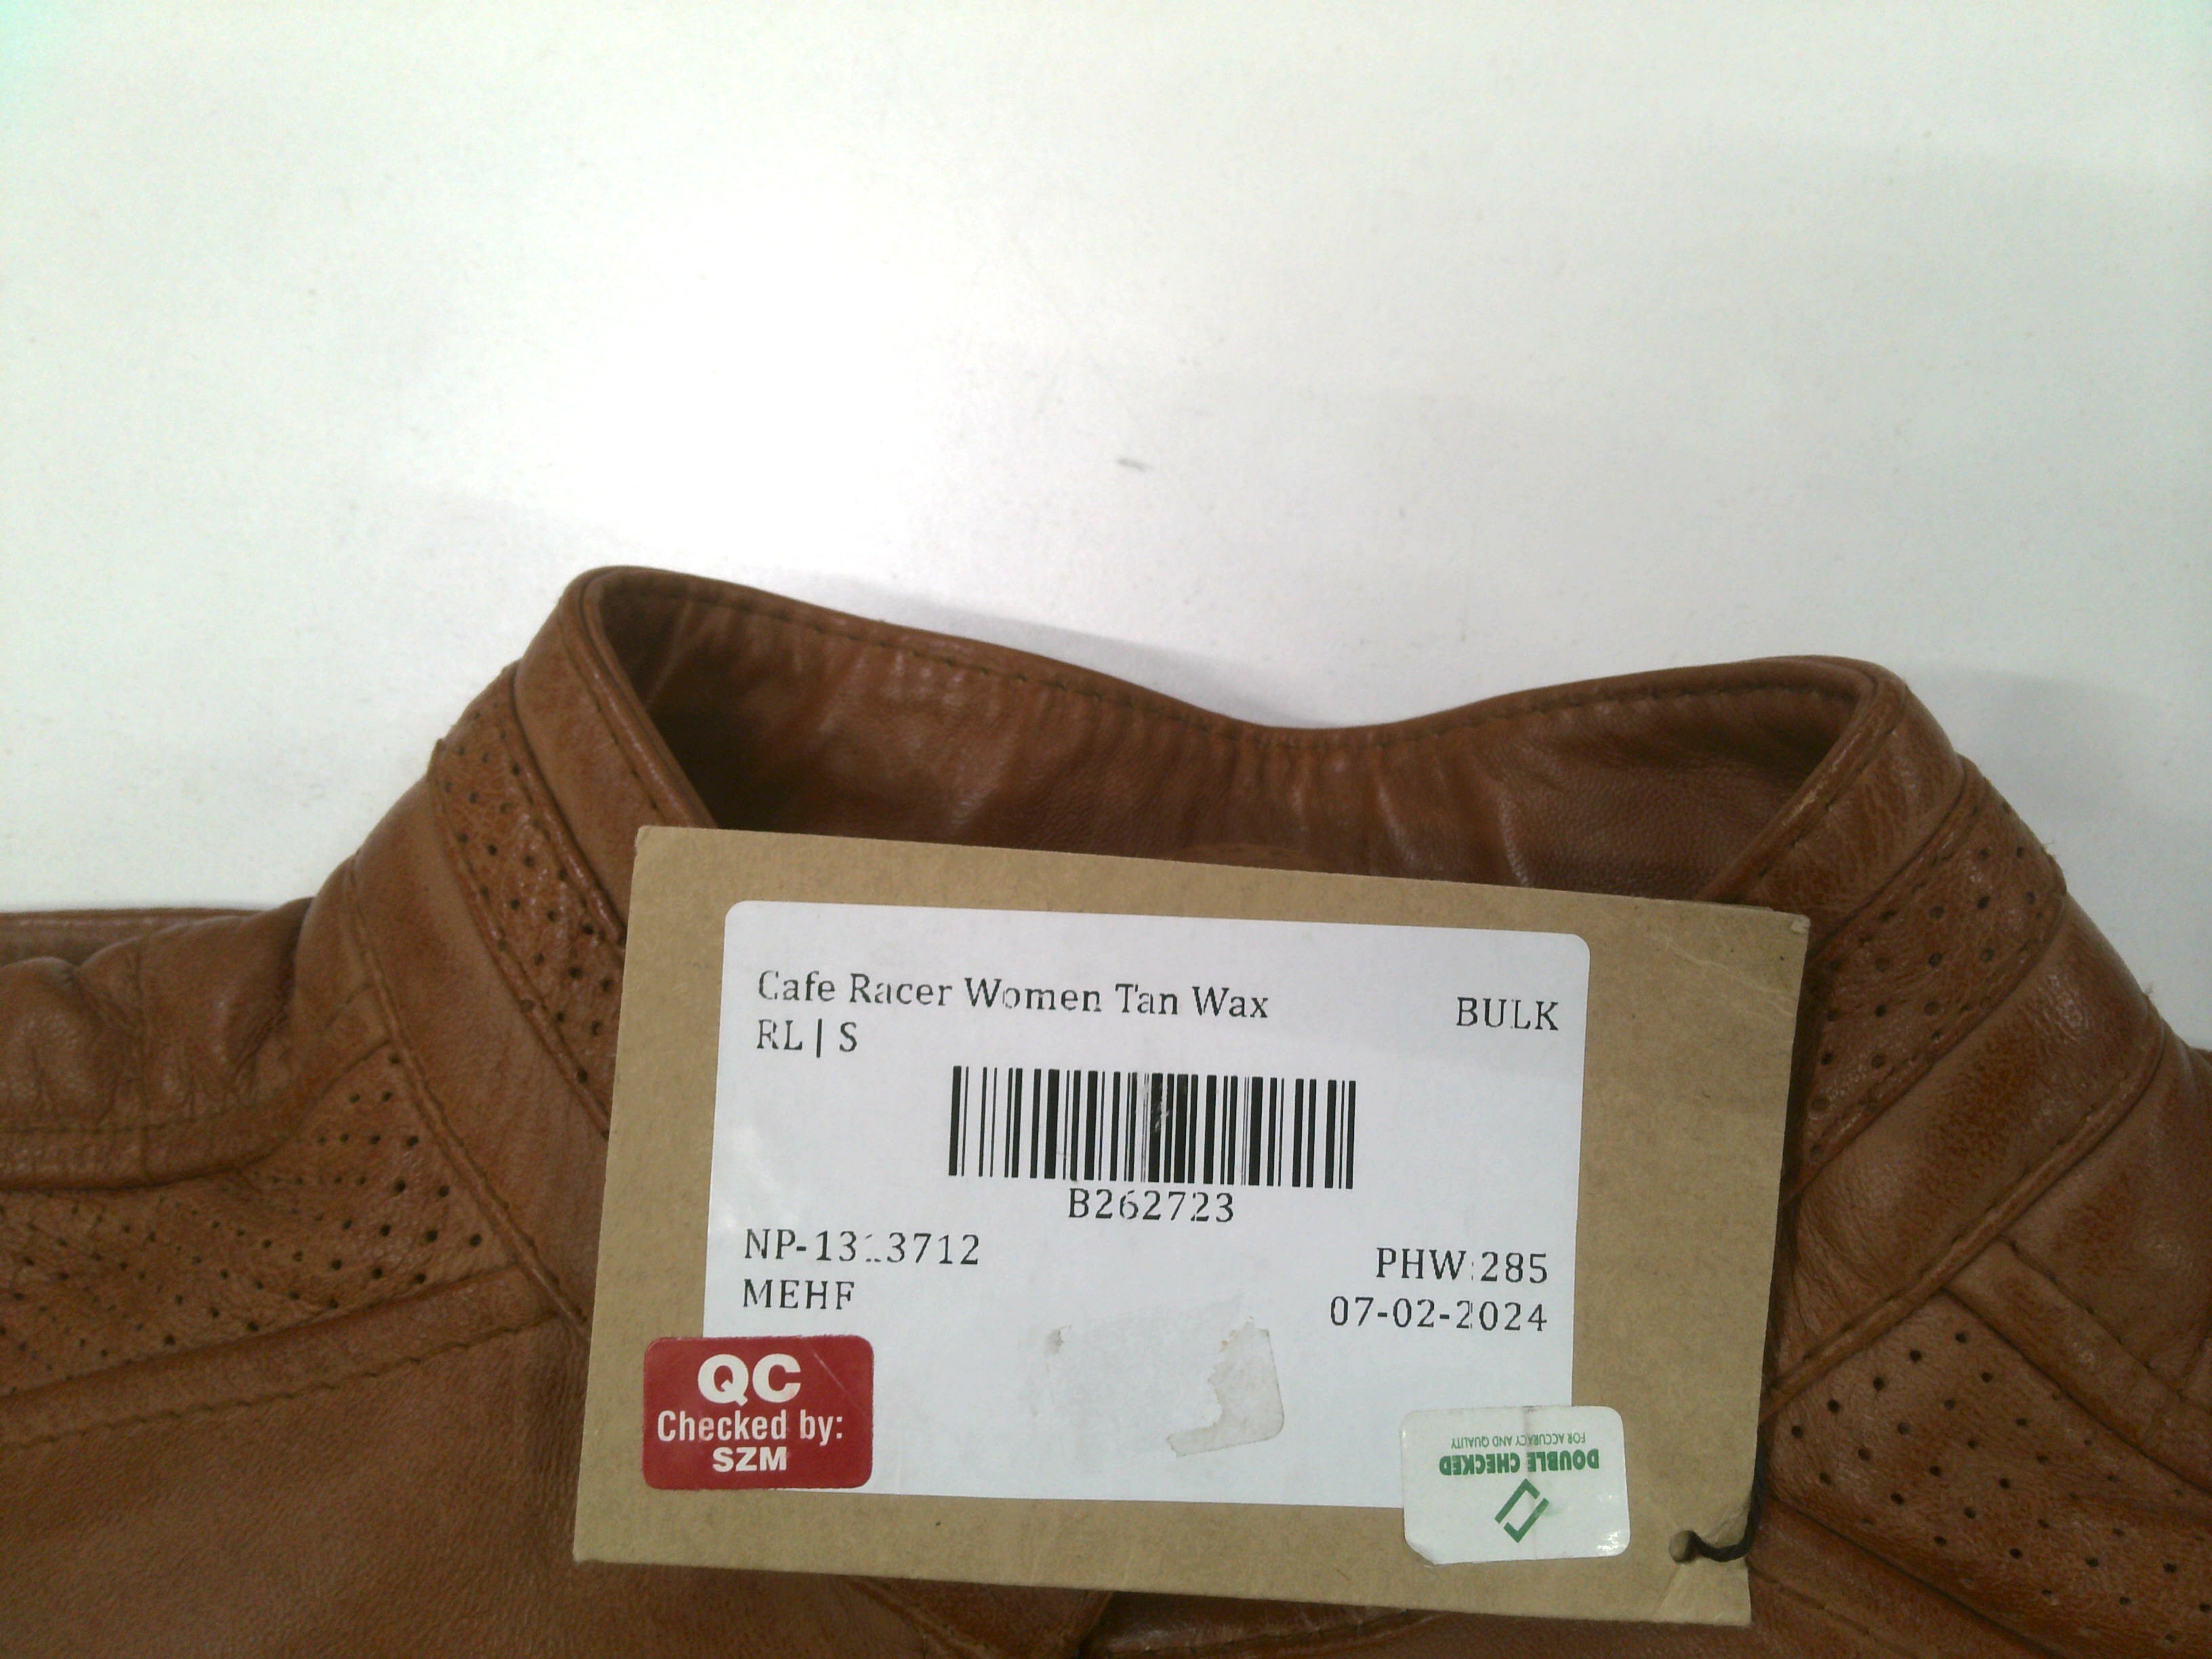 Cafe Racer Women Tan Wax
RL | S
BULK
B262723
PHW:285
MEHF
07-02-2024
QC
Checked by:
SZM
DOUBLE CHECKED
FOR ACCURACY AND QUALITY